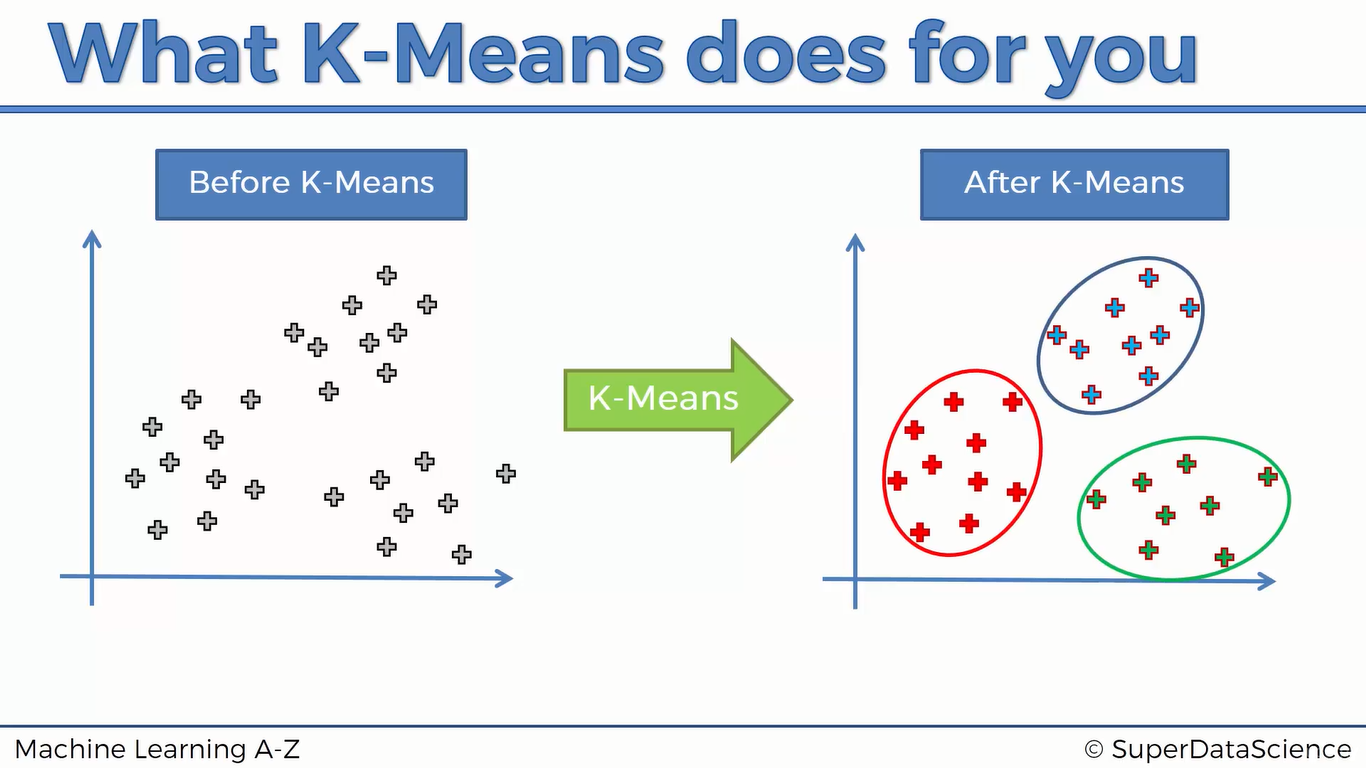 What K-Means does for you
Before K-Means
After K-Means
K-Means
Machine Learning A-Z
© SuperDataScience